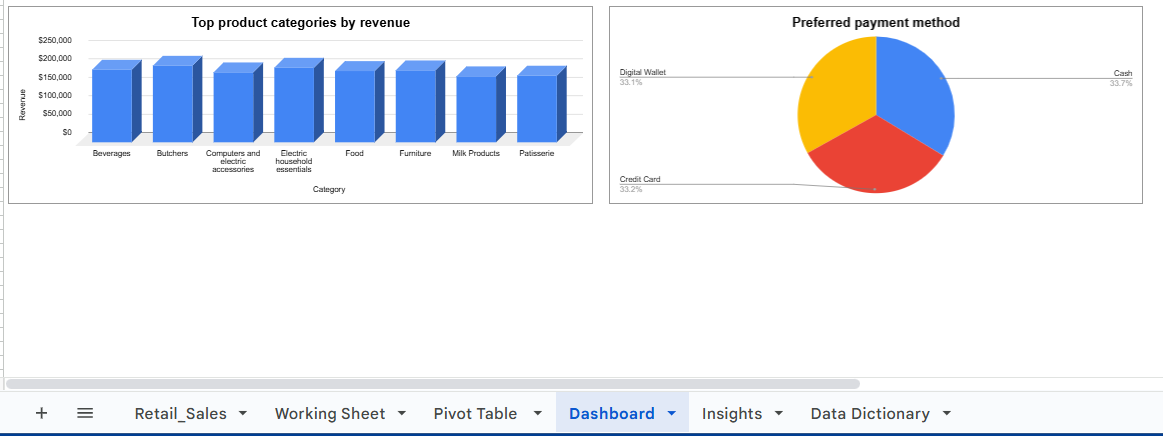 Top product categories by revenue
$250,000
$200,000
$150,000
$100,000
$50,000
$0
Revenue
Beverages
Butchers
Computers and
electric
accessories
Electric
household
essentials
Food
Furniture
Milk Products
Patisserie
Category
Preferred payment method
Digital Wallet
33.1%
Cash
33.7%
Credit Card
33.2%
+ Retail_Sales Working Sheet Pivot Table Dashboard Insights Data Dictionary